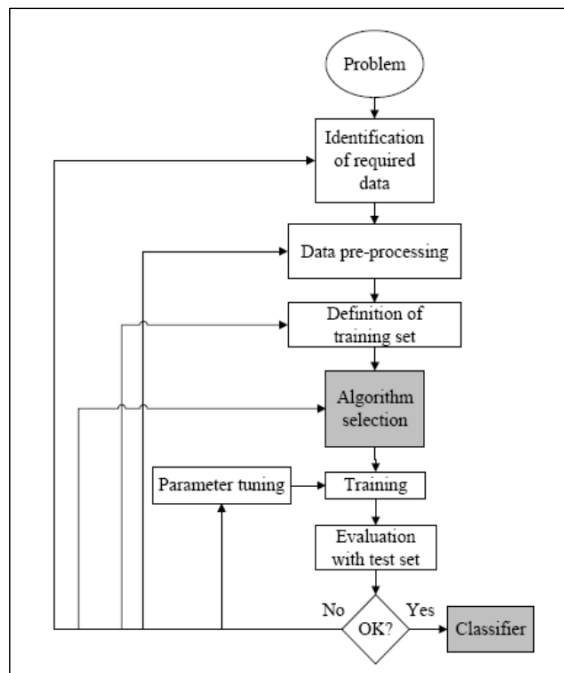 Problem
Identification
of required
data
Data pre-processing
Definition of
training set
Algorithm
selection
Parameter tuning
Training
Evaluation
with test set
No
Yes
OK?
Classifier